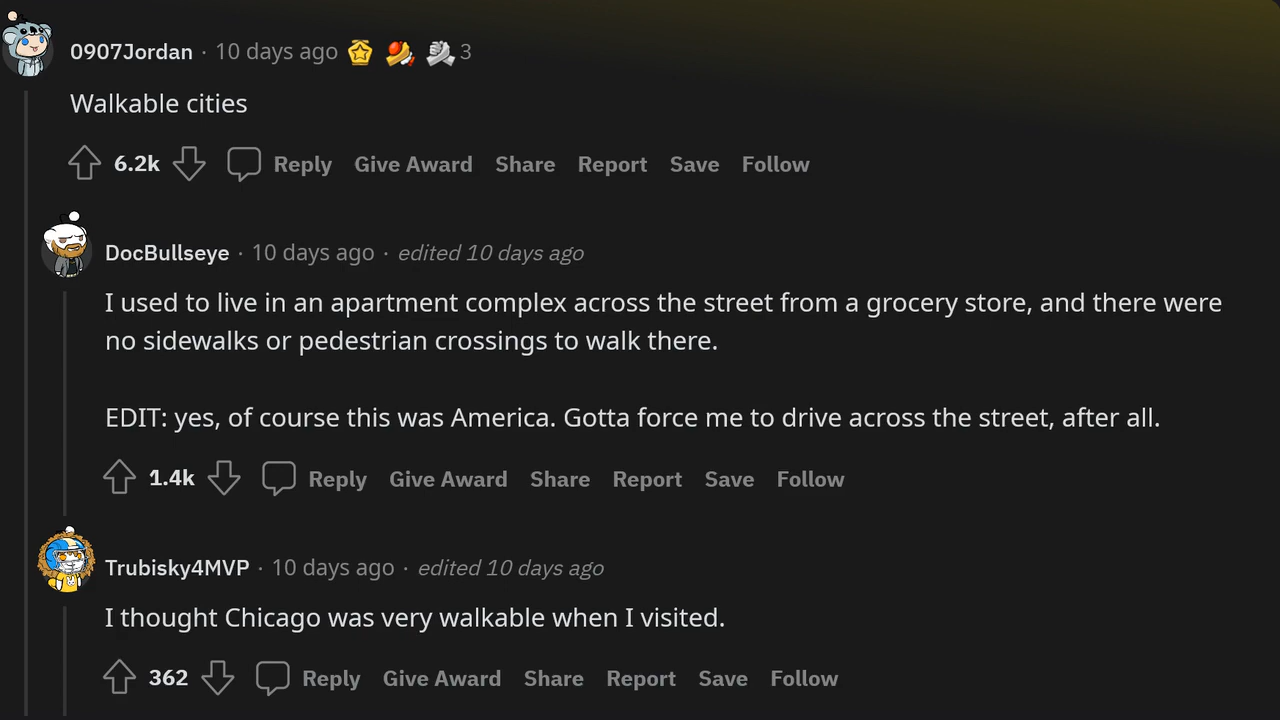 0907Jordan · 10 days ago 3
Walkable cities
6.2k Reply Give Award Share Report Save Follow
DocBullseye · 10 days ago · edited 10 days ago
I used to live in an apartment complex across the street from a grocery store, and there were
no sidewalks or pedestrian crossings to walk there.
EDIT: yes, of course this was America. Gotta force me to drive across the street, after all.
1.4k Reply Give Award Share Report Save Follow
Trubisky4MVP · 10 days ago · edited 10 days ago
I thought Chicago was very walkable when I visited.
362 Reply Give Award Share Report Save Follow